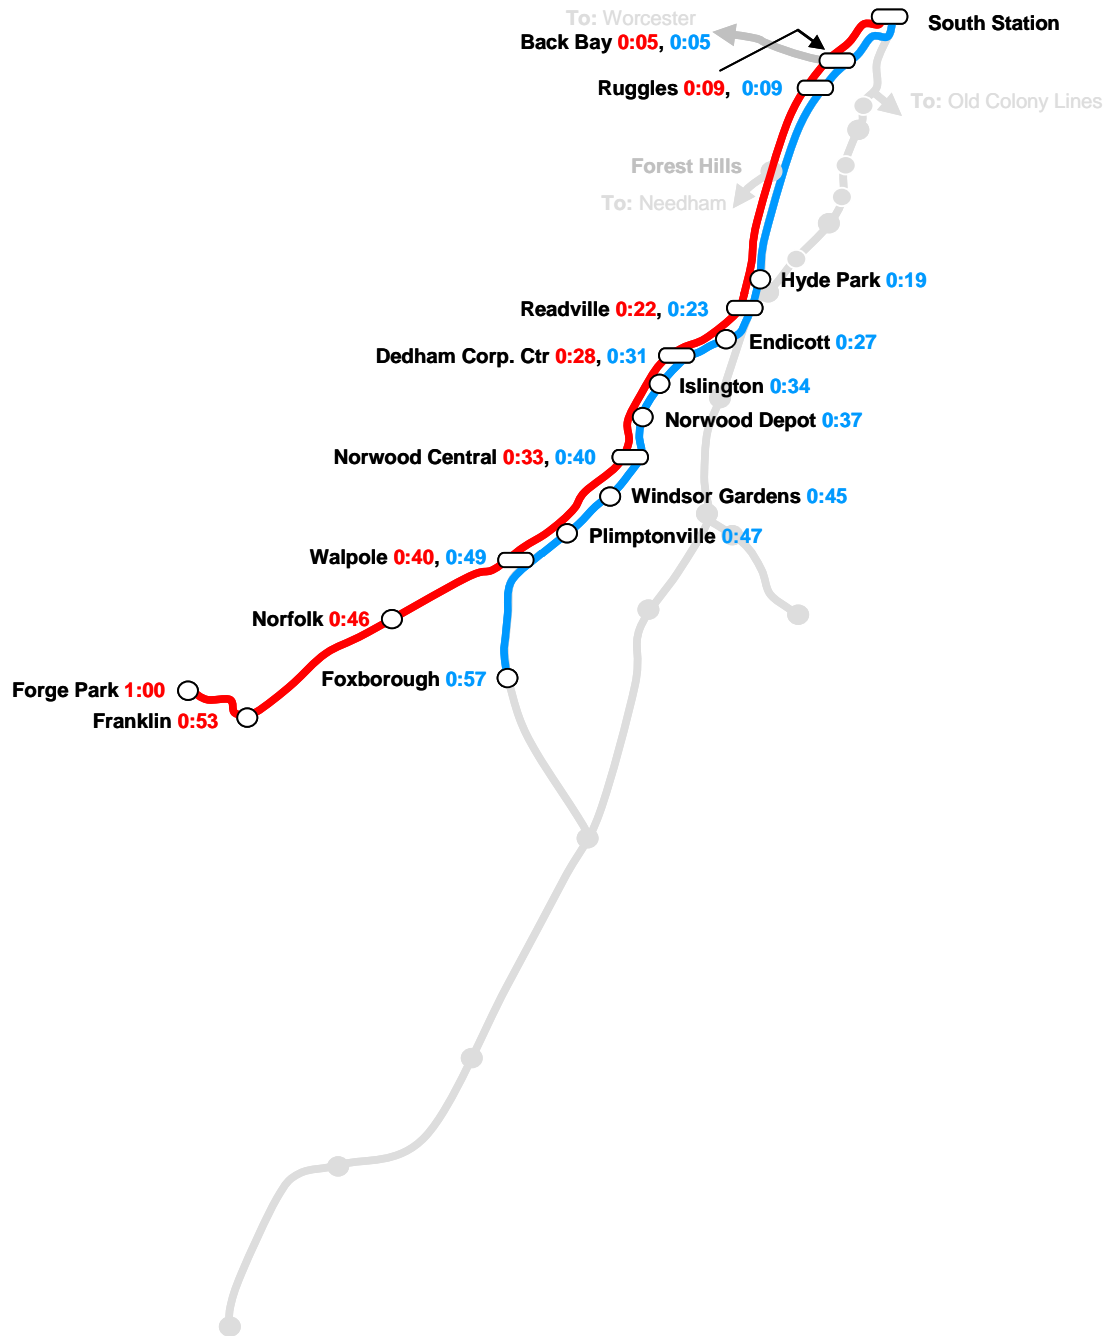 To: Worcester
South Station
Back Bay 0:05, 0:05
Ruggles 0:09, 0:09
To: Old Colony Lines
Forest Hills
To: Needham
Hyde Park 0:19
Readville 0:22, 0:23
Endicott 0:27
Dedham Corp. Ctr 0:28, 0:31
Islington 0:34
Norwood Depot 0:37
Norwood Central 0:33, 0:40
Windsor Gardens 0:45
Plimptonville 0:47
Walpole 0:40, 0:49
Norfolk 0:46
Foxborough 0:57
Forge Park 1:00
Franklin 0:53